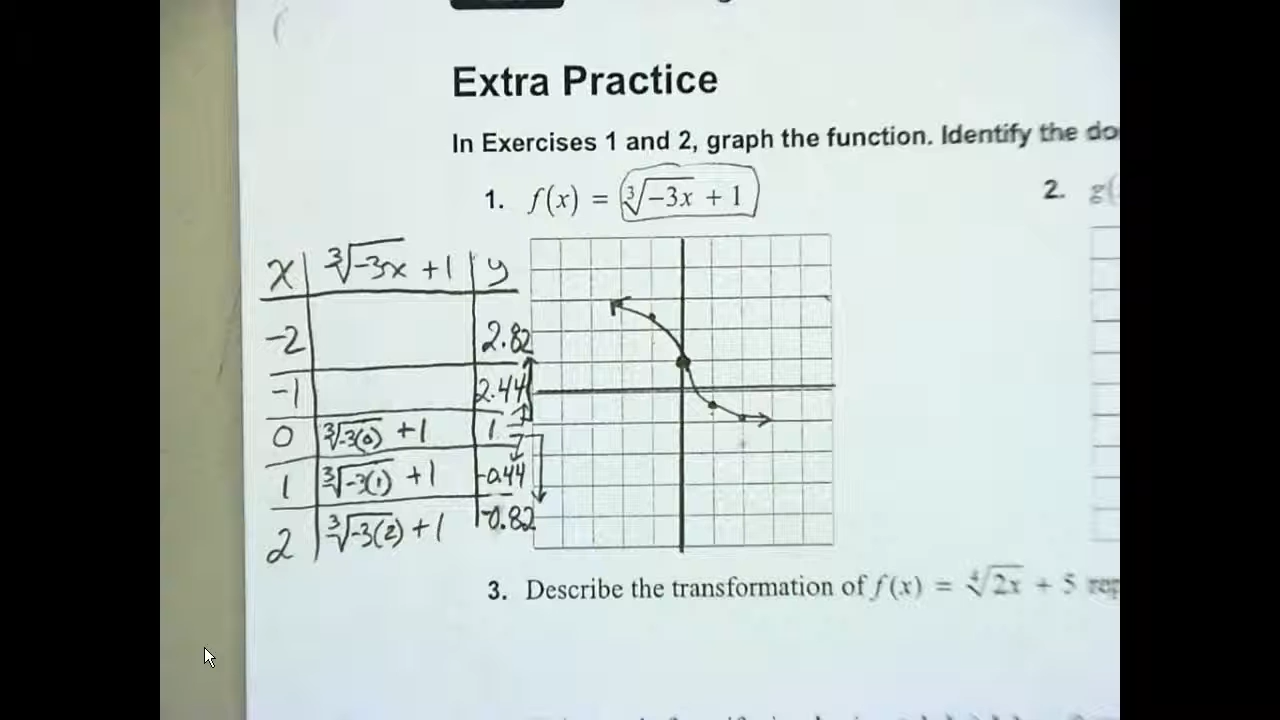 Extra Practice
In Exercises 1 and 2, graph the function. Identify the do
1. f(x) = ∛-3x + 1
2. g(
x | ∛-3x + 1 | y
-2 | | 2.82
-1 | | 2.44
0 | ∛-3(0) + 1 | 1
1 | ∛-3(1) + 1 | -0.44
2 | ∛-3(2) + 1 | -0.82
3. Describe the transformation of f(x) = ∜2x + 5 rep